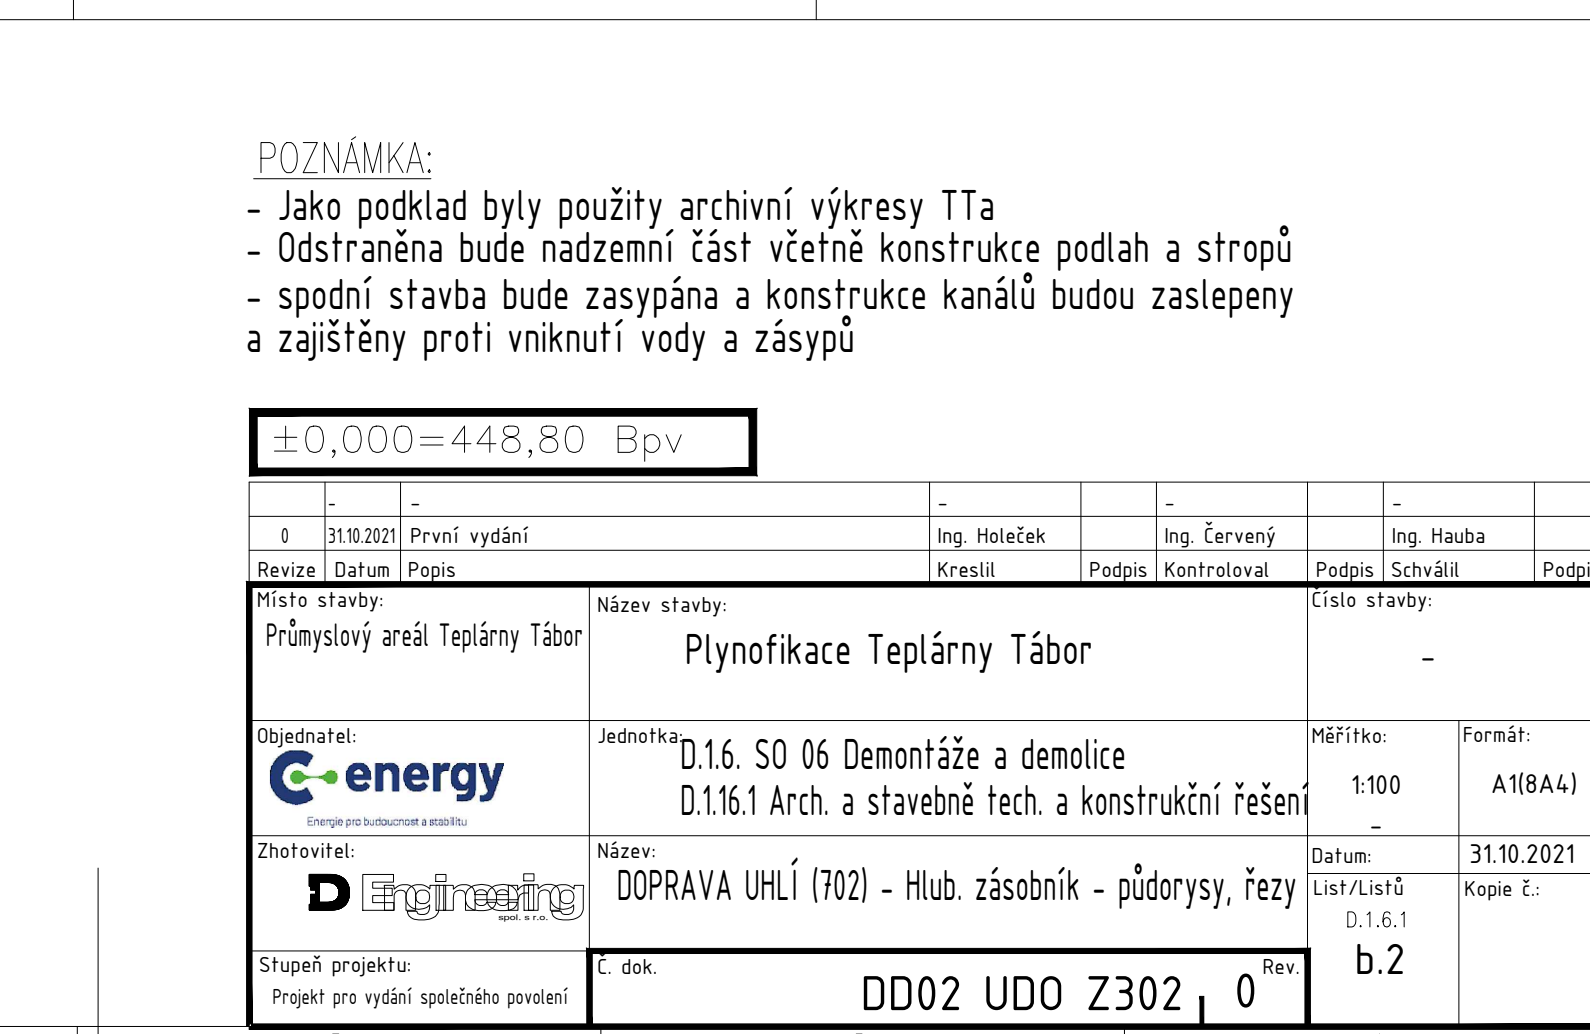 POZNÁMKA:
- Jako podklad byly použity archivní výkresy TTa
- Odstraněna bude nadzemní část včetně konstrukce podlah a stropů
- spodní stavba bude zasypána a konstrukce kanálů budou zaslepeny
a zajištěny proti vniknutí vody a zásypů
±0,000=448,80 Bpv
- - - - -
0 31.10.2021 První vydání Ing. Holeček Ing. Červený Ing. Hauba
Revize Datum Popis Kreslil Podpis Kontroloval Podpis Schválil Podpi
Místo stavby:
Průmyslový areál Teplárny Tábor
Název stavby:
Plynofikace Teplárny Tábor
Číslo stavby:
-
Objednatel:
C-energy
Energie pro budoucnost a stabilitu
Jednotka:
D.1.6. SO 06 Demontáže a demolice
D.1.16.1 Arch. a stavebně tech. a konstrukční řešení
Měřítko:
1:100
-
Formát:
A1(8A4)
Zhotovitel:
D Engineering
spol. s r.o.
Název:
DOPRAVA UHLÍ (702) - Hlub. zásobník - půdorysy, řezy
Datum:
31.10.2021
List/Listů
D.1.6.1
b.2
Kopie č.:
Stupeň projektu:
Projekt pro vydání společného povolení
Č. dok.
DD02 UDO Z302
Rev.
0